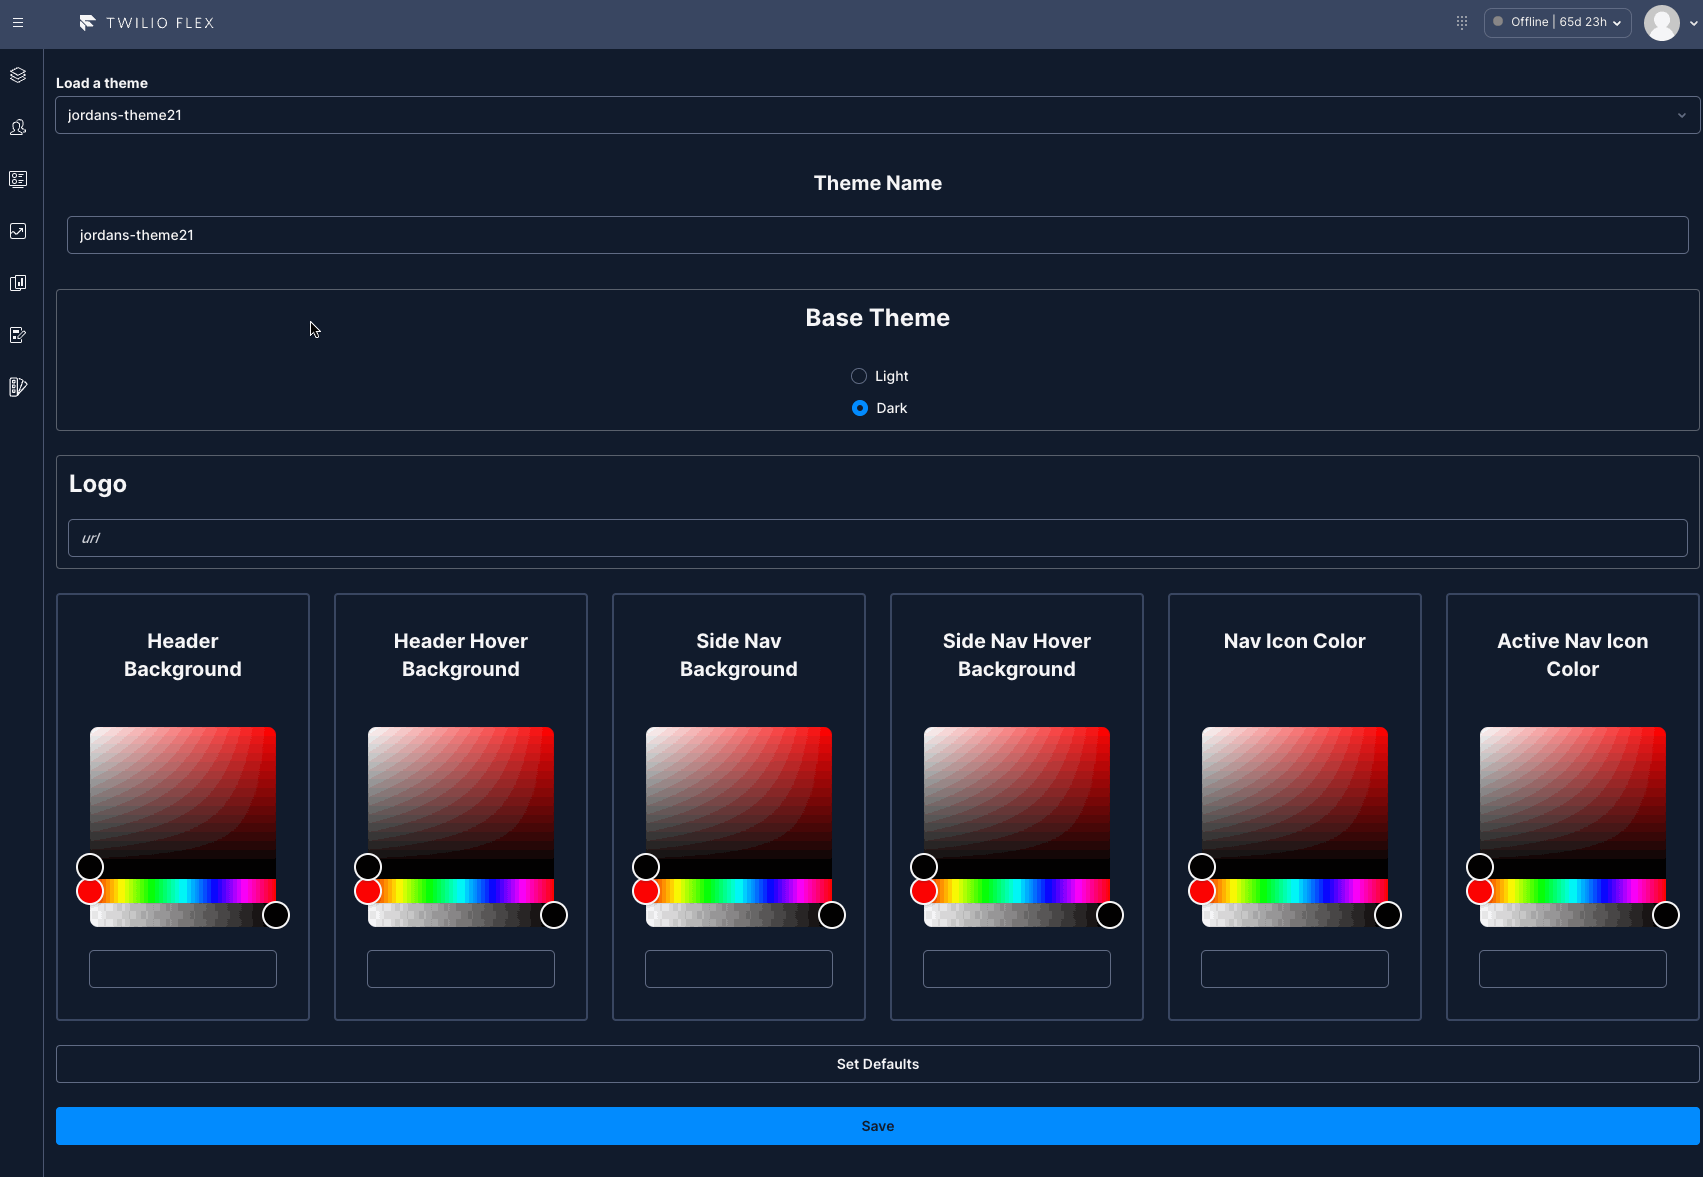 TWILIO FLEX
Offline | 65d 23h
Load a theme
jordans-theme21
Theme Name
jordans-theme21
Base Theme
Light
Dark
Logo
url
Header
Background
Header Hover
Background
Side Nav
Background
Side Nav Hover
Background
Nav Icon Color
Active Nav Icon
Color
Set Defaults
Save